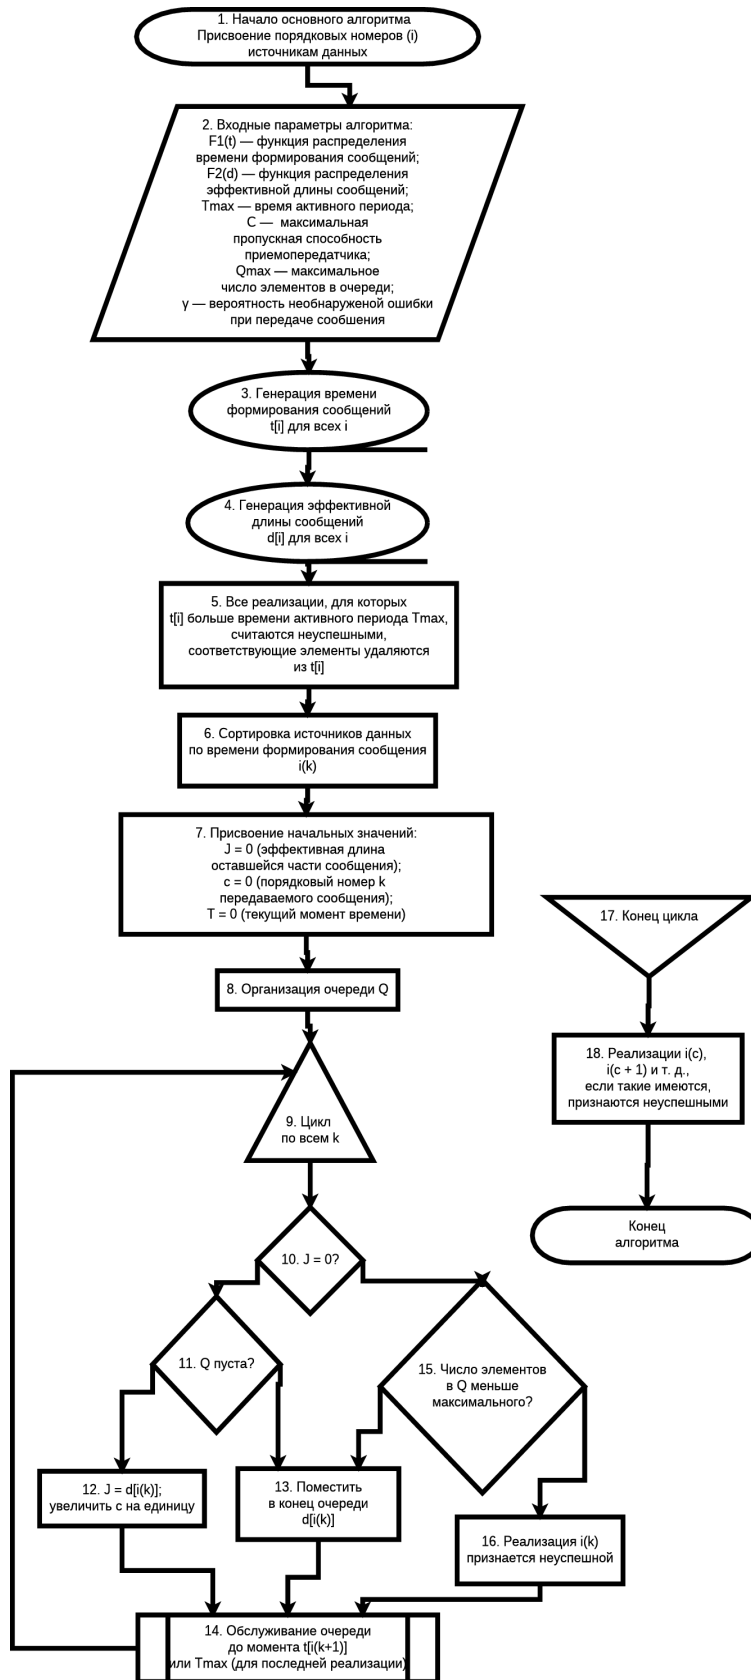 1. Начало основного алгоритма
Присвоение порядковых номеров (i)
источникам данных
2. Входные параметры алгоритма:
F1(t) — функция распределения
времени формирования сообщений;
F2(d) — функция распределения
эффективной длины сообщений;
Tmax — время активного периода;
C — максимальная
пропускная способность
приемопередатчика;
Qmax — максимальное
число элементов в очереди;
γ — вероятность необнаруженой ошибки
при передаче сообшения
3. Генерация времени
формирования сообщений
t[i] для всех i
4. Генерация эффективной
длины сообщений
d[i] для всех i
5. Все реализации, для которых
t[i] больше времени активного периода Tmax,
считаются неуспешными,
соответствующие элементы удаляются
из t[i]
6. Сортировка источников данных
по времени формирования сообщения
i(k)
7. Присвоение начальных значений:
J = 0 (эффективная длина
оставшейся части сообщения);
c = 0 (порядковый номер k
передаваемого сообщения);
T = 0 (текущий момент времени)
8. Организация очереди Q
9. Цикл
по всем k
10. J = 0?
11. Q пуста?
12. J = d[i(k)];
увеличить c на единицу
13. Поместить
в конец очереди
d[i(k)]
14. Обслуживание очереди
до момента t[i(k+1)]
или Tmax (для последней реализации)
15. Число элементов
в Q меньше
максимального?
16. Реализация i(k)
признается неуспешной
17. Конец цикла
18. Реализации i(c),
i(c + 1) и т. д.,
если такие имеются,
признаются неуспешными
Конец
алгоритма